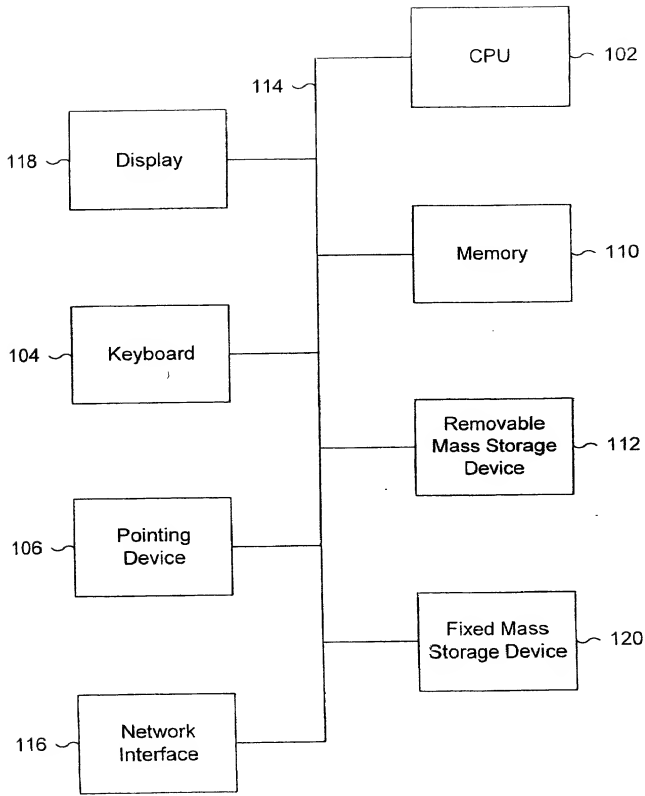 CPU
102
114
118
Display
Memory
110
104
Keyboard
Removable
Mass Storage
Device
112
106
Pointing
Device
Fixed Mass
Storage Device
120
116
Network
Interface